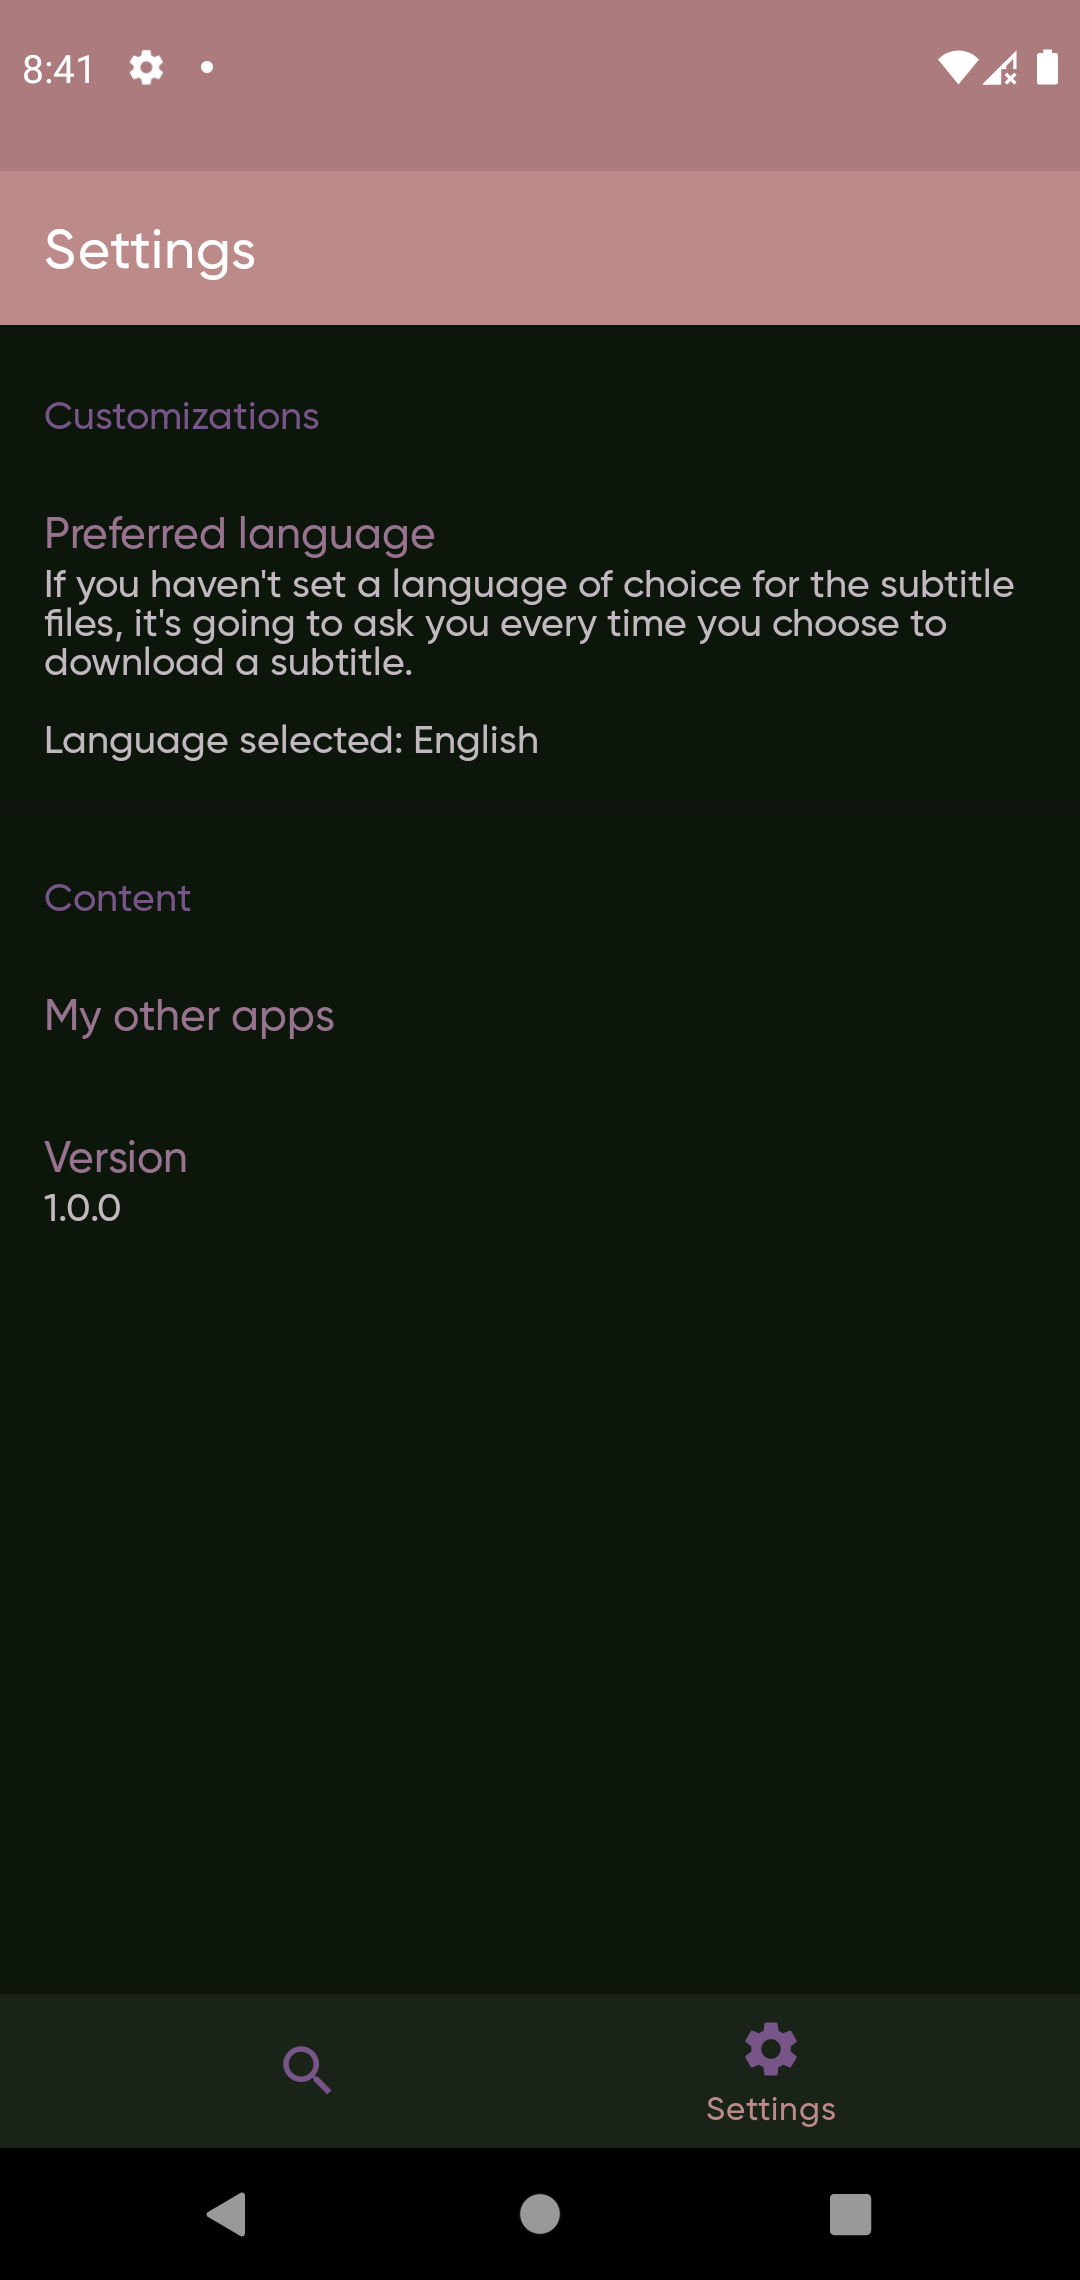 8:41
Settings
Customizations
Preferred language
If you haven't set a language of choice for the subtitle
files, it's going to ask you every time you choose to
download a subtitle.
Language selected: English
Content
My other apps
Version
1.0.0
Settings